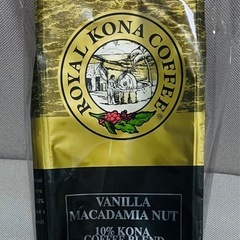 ROYAL KONA COFFEE
®
VANILLA
MACADAMIA NUT
10% KONA
COFFEE BLEND